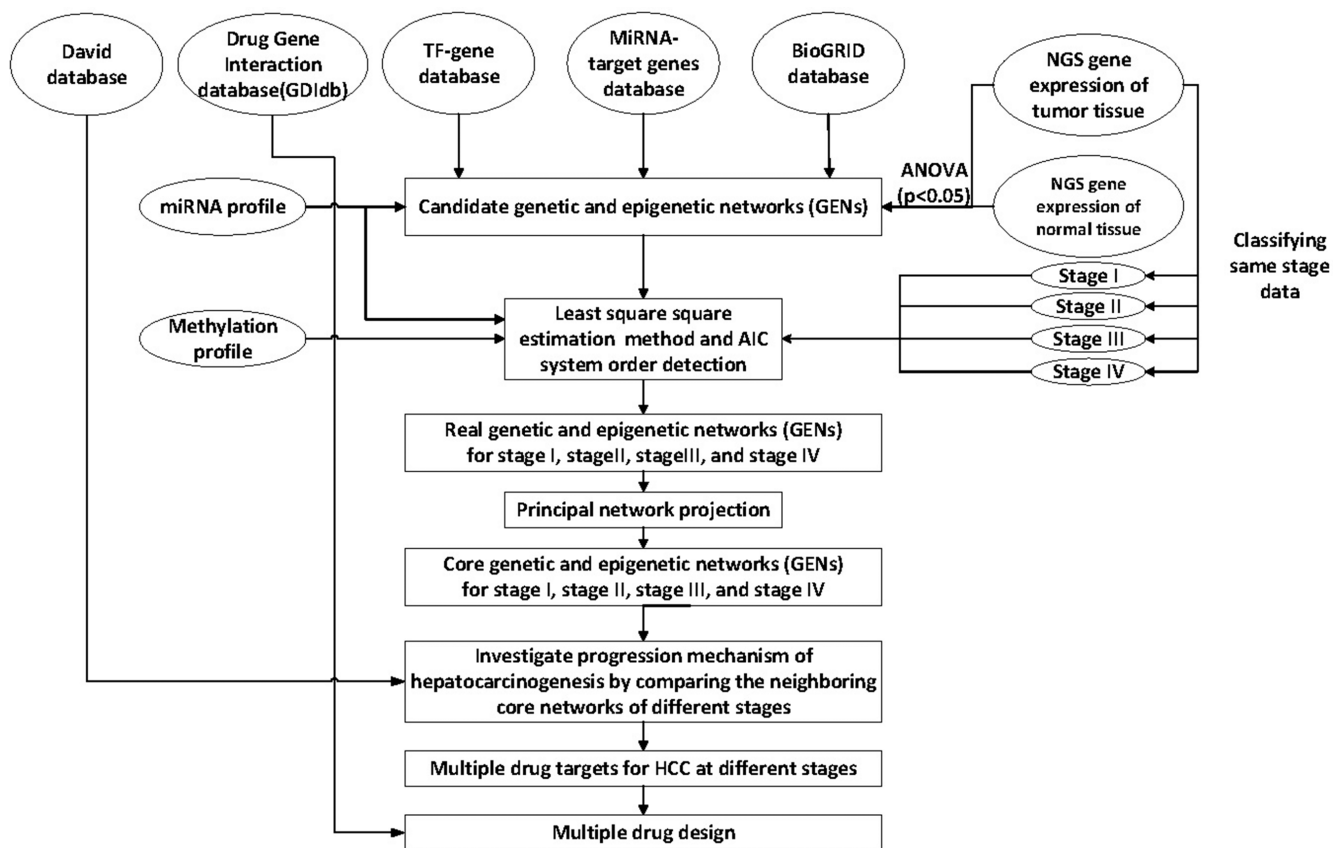 David
database
Drug Gene
Interaction
database(GDIdb)
TF-gene
database
MiRNA-
target genes
database
BioGRID
database
NGS gene
expression of
tumor tissue
ANOVA
(p<0.05)
miRNA profile
Candidate genetic and epigenetic networks (GENs)
NGS gene
expression of
normal tissue
Classifying
same stage
data
Stage I
Stage II
Stage III
Stage IV
Methylation
profile
Least square square
estimation method and AIC
system order detection
Real genetic and epigenetic networks (GENs)
for stage I, stageII, stageIII, and stage IV
Principal network projection
Core genetic and epigenetic networks (GENs)
for stage I, stage II, stage III, and stage IV
Investigate progression mechanism of
hepatocarcinogenesis by comparing the neighboring
core networks of different stages
Multiple drug targets for HCC at different stages
Multiple drug design